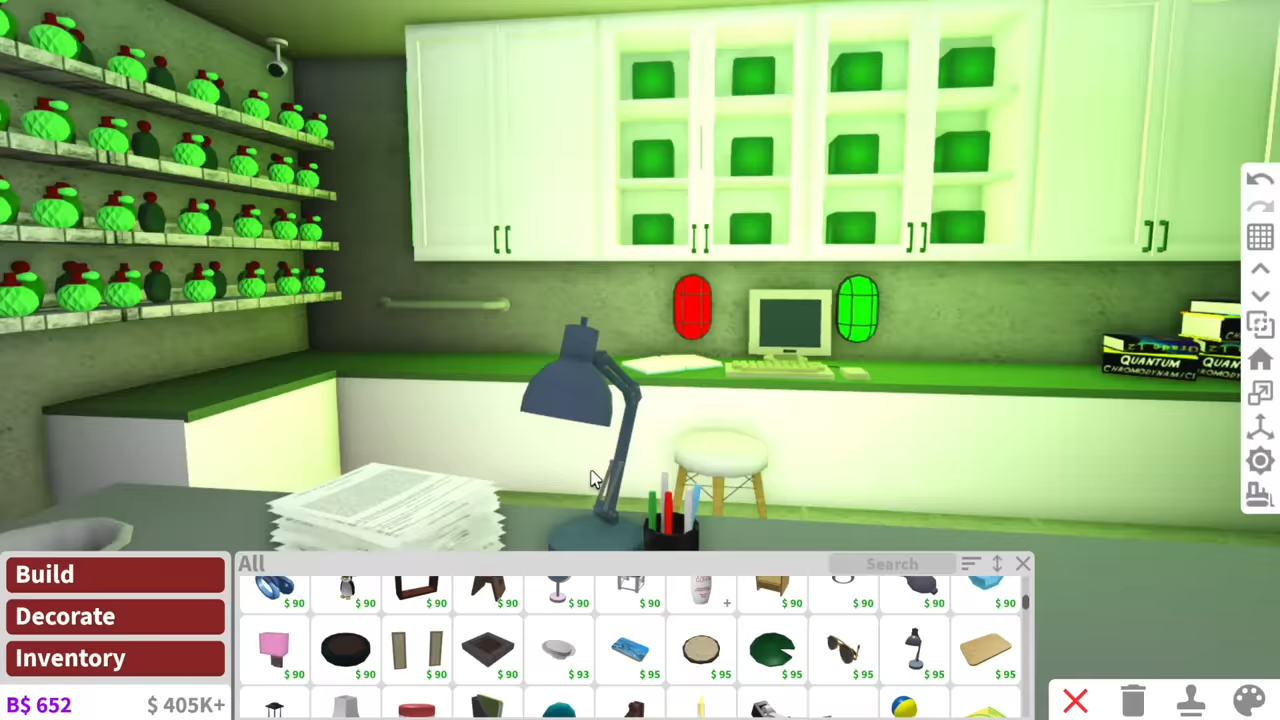 QUANTUM
CHROMODYNAMICS
QUAN
Build
Decorate
Inventory
B$ 652
$ 405K+
All
Search
$ 90
$ 90
$ 90
$ 90
$ 90
$ 90
+
$ 90
$ 90
$ 90
$ 90
$ 90
$ 90
$ 90
$ 90
$ 93
$ 95
$ 95
$ 95
$ 95
$ 95
$ 95